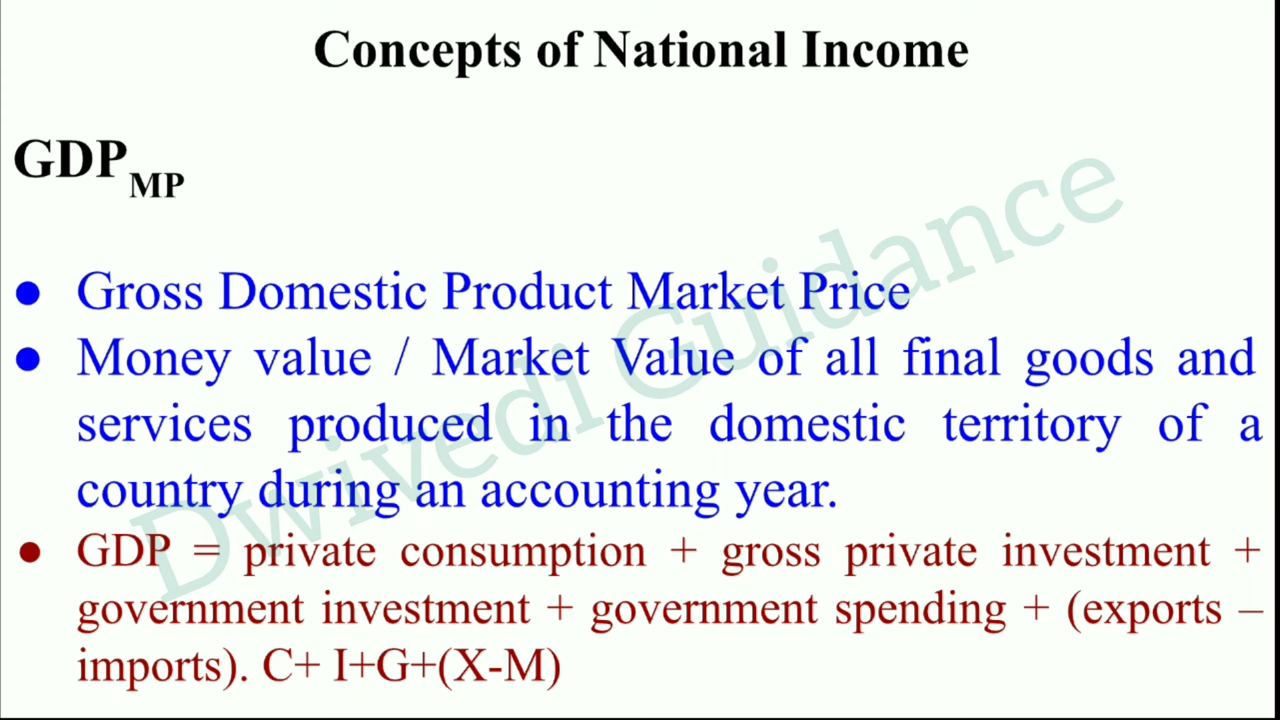 Concepts of National Income
GDP MP
● Gross Domestic Product Market Price
● Money value / Market Value of all final goods and
services produced in the domestic territory of a
country during an accounting year.
● GDP = private consumption + gross private investment +
government investment + government spending + (exports –
imports). C+ I+G+(X-M)
Dwivedi Guidance